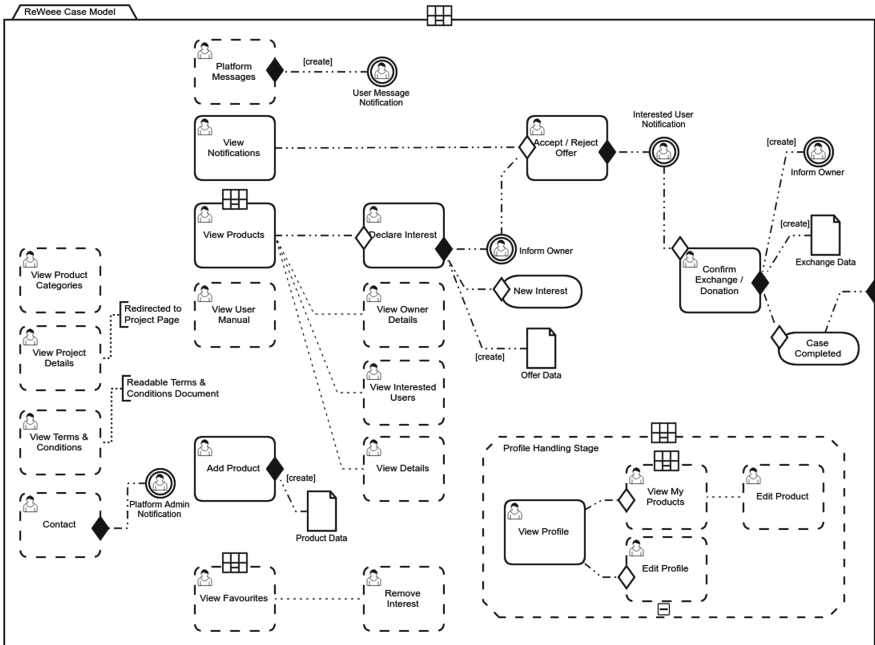 ReWeee Case Model
Platform
Messages
[create]
User Message
Notification
View
Notifications
Accept / Reject
Offer
Interested User
Notification
[create]
Inform Owner
View Products
Declare Interest
Inform Owner
[create]
Exchange Data
View Product
Categories
New Interest
Confirm
Exchange /
Donation
View User
Manual
View Owner
Details
Redirected to
Project Page
View Project
Details
[create]
Offer Data
Case
Completed
Readable Terms &
Conditions Document
View Interested
Users
View Terms &
Conditions
Add Product
[create]
Product Data
View Details
Contact
Platform Admin
Notification
View Favourites
Remove
Interest
Profile Handling Stage
View Profile
View My
Products
Edit Product
Edit Profile